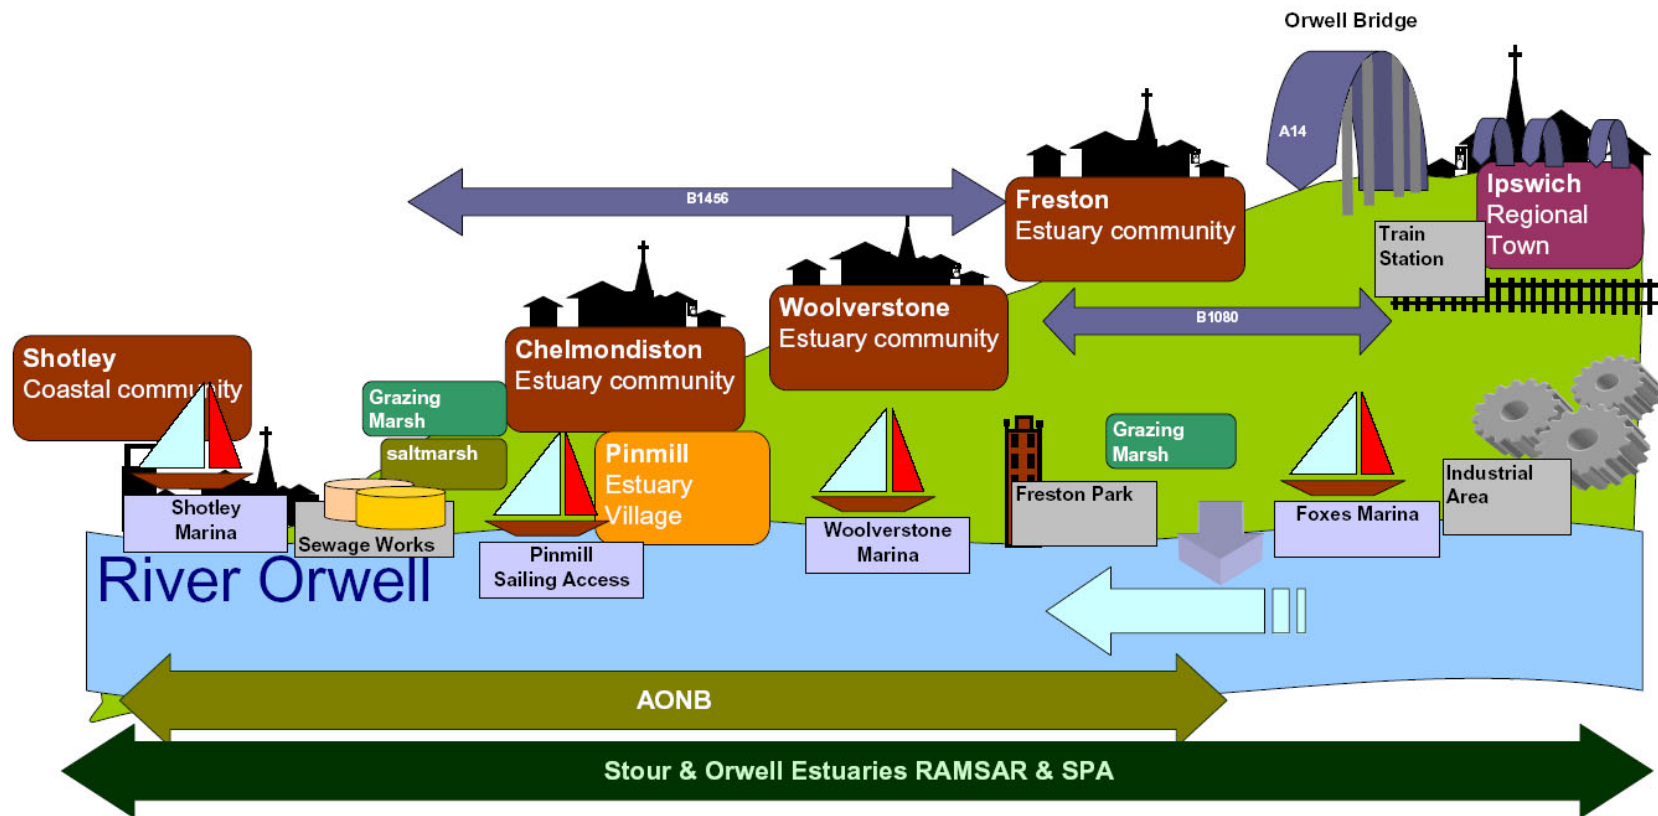 Orwell Bridge
A14
B1456
Freston
Estuary community
Ipswich
Regional
Town
Train
Station
Woolverstone
Estuary community
B1080
Chelmondiston
Estuary community
Shotley
Coastal community
Grazing
Marsh
saltmarsh
Pinmill
Estuary
Village
Grazing
Marsh
Freston Park
Industrial
Area
Shotley
Marina
Sewage Works
Pinmill
Sailing Access
Woolverstone
Marina
Foxes Marina
River Orwell
AONB
Stour & Orwell Estuaries RAMSAR & SPA